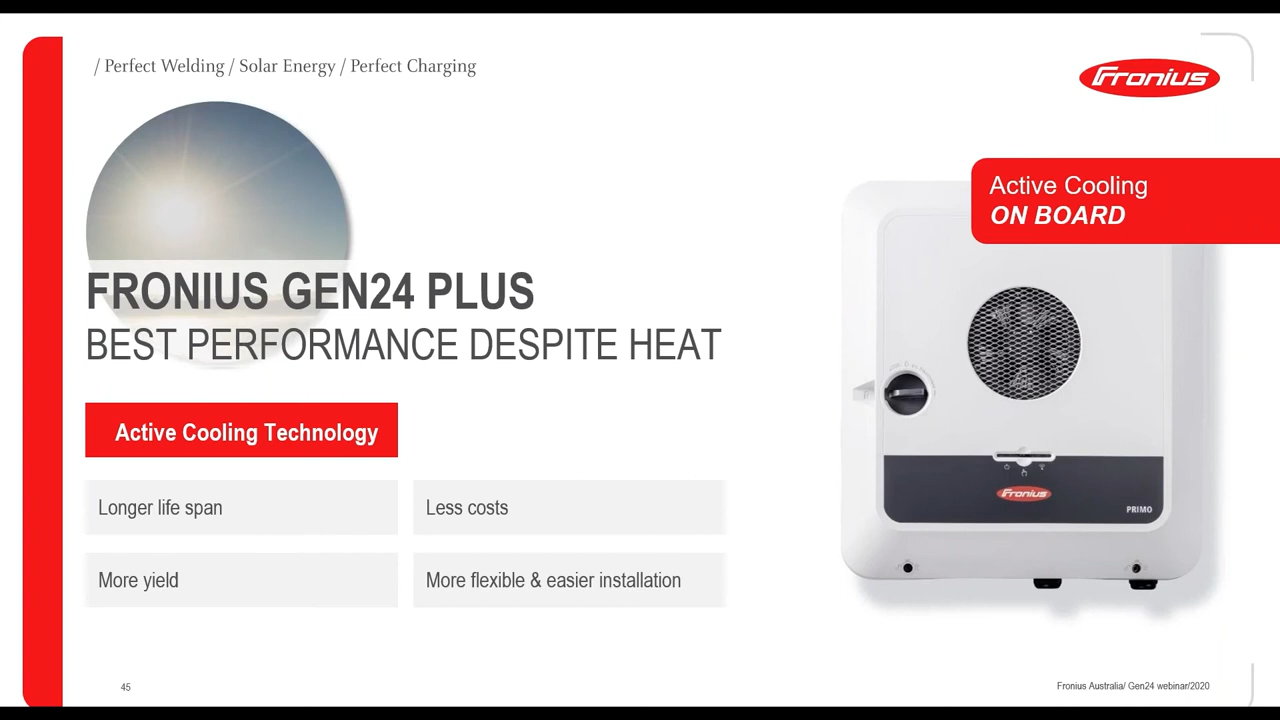 / Perfect Welding / Solar Energy / Perfect Charging
Fronius
Active Cooling
ON BOARD
FRONIUS GEN24 PLUS
BEST PERFORMANCE DESPITE HEAT
Active Cooling Technology
Longer life span
Less costs
More yield
More flexible & easier installation
Fronius
PRIMO
45
Fronius Australia/ Gen24 webinar/2020